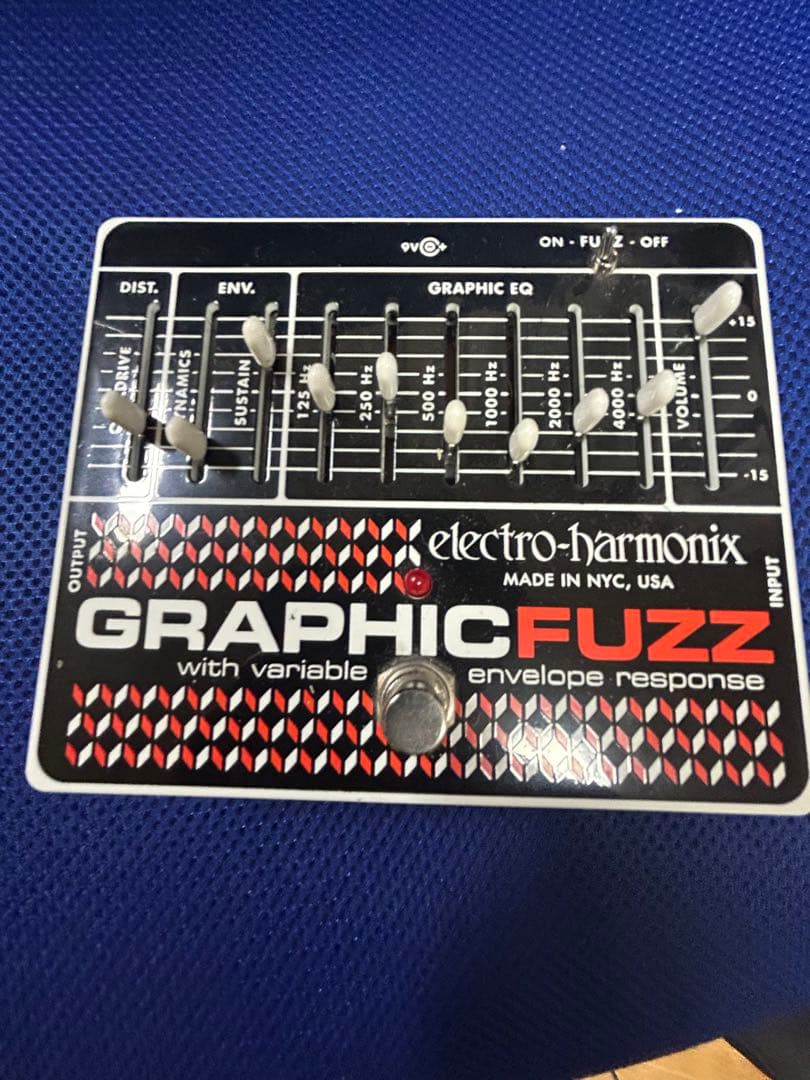 9V +
ON - FUZZ - OFF
DIST. ENV. GRAPHIC EQ
+15
SUSTAIN
125 Hz
250 Hz
500 Hz
1000 Hz
2000 Hz
4000 Hz
VOLUME
0
-15
OUTPUT
electro-harmonix
INPUT
MADE IN NYC, USA
GRAPHICFUZZ
with variable envelope response